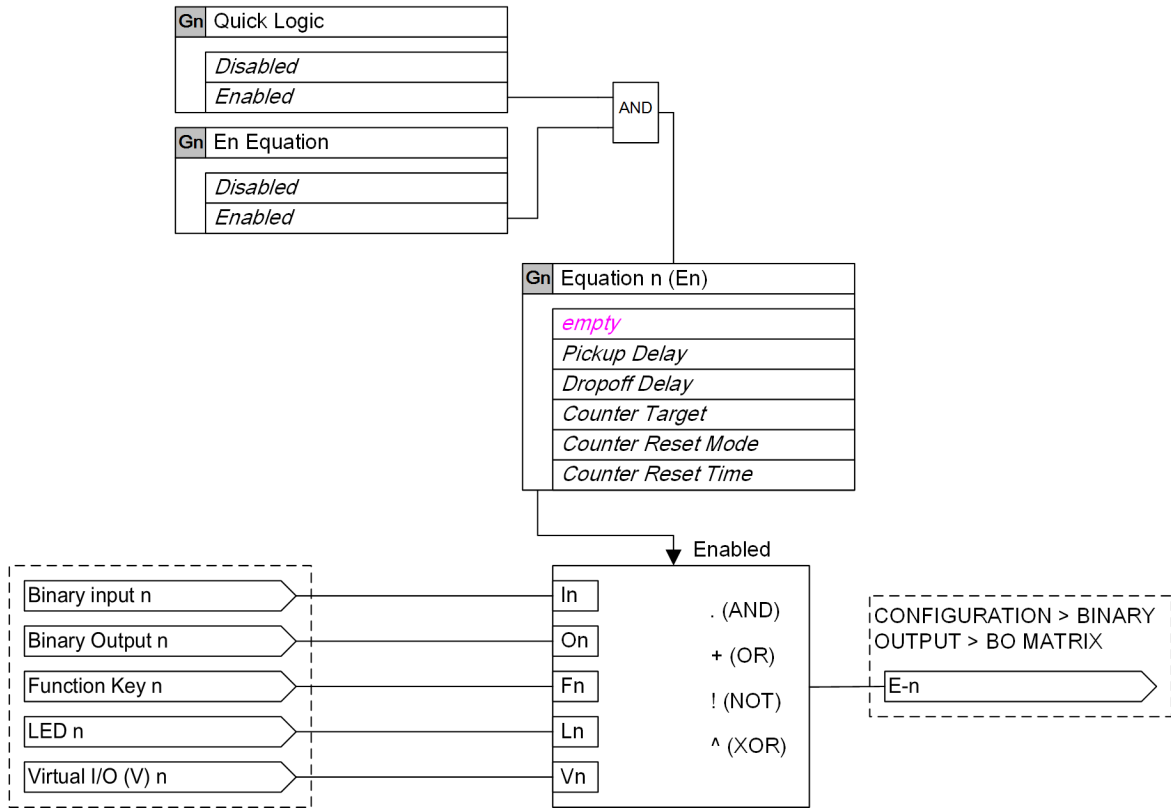 Gn Quick Logic
Disabled
Enabled
AND
Gn En Equation
Disabled
Enabled
Gn Equation n (En)
empty
Pickup Delay
Dropoff Delay
Counter Target
Counter Reset Mode
Counter Reset Time
Enabled
Binary input n
In
. (AND)
CONFIGURATION > BINARY
OUTPUT > BO MATRIX
Binary Output n
On
+ (OR)
Function Key n
Fn
! (NOT)
E-n
LED n
Ln
^ (XOR)
Virtual I/O (V) n
Vn